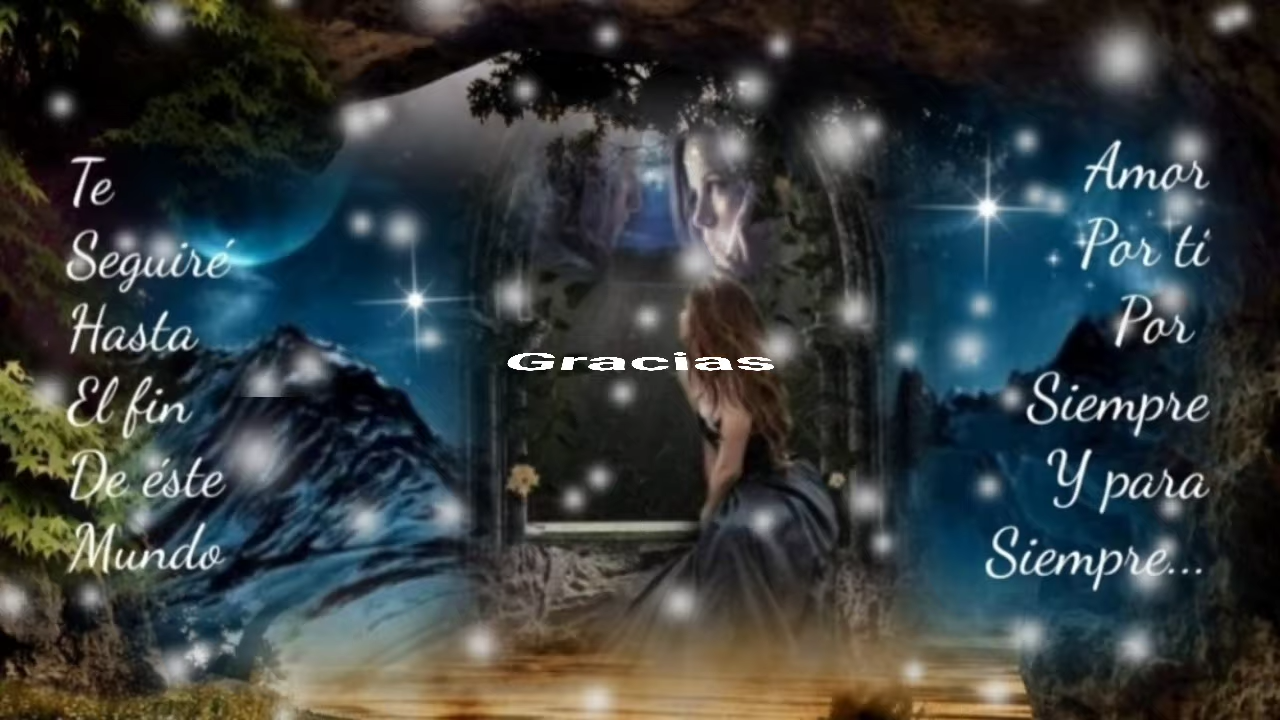 Te
Seguiré
Hasta
El fin
De éste
Mundo
Gracias
Amor
Por ti
Por
Siempre
Y para
Siempre...